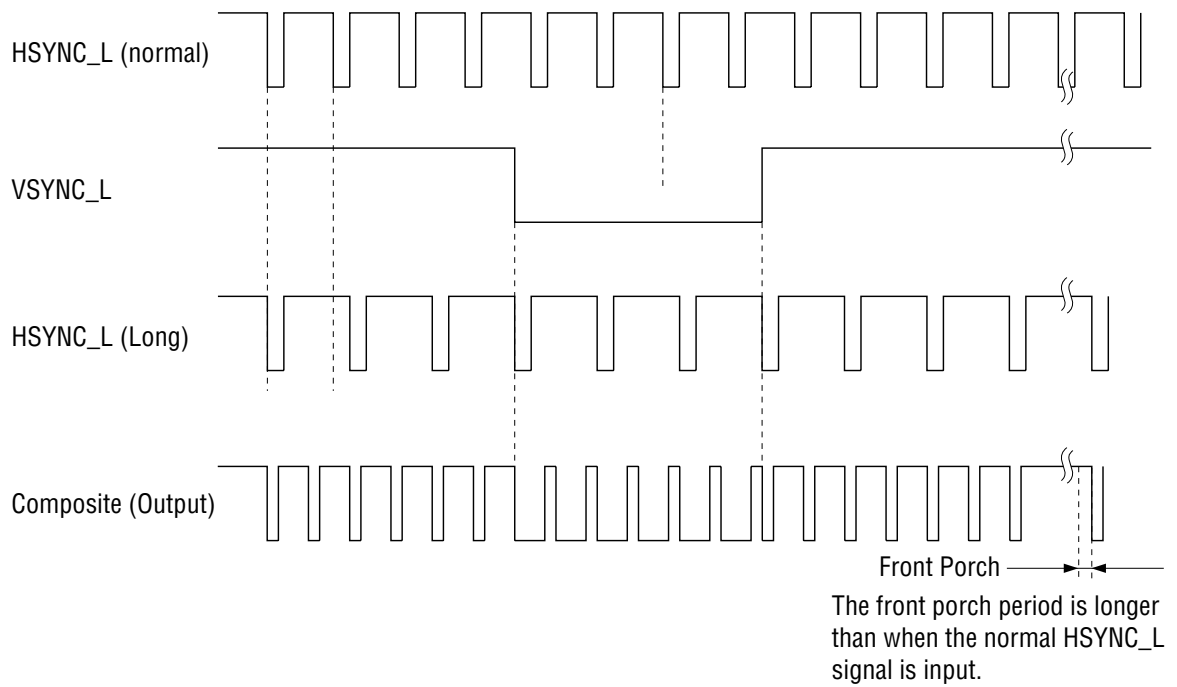 HSYNC_L (normal)
VSYNC_L
HSYNC_L (Long)
Composite (Output)
Front Porch
The front porch period is longer
than when the normal HSYNC_L
signal is input.